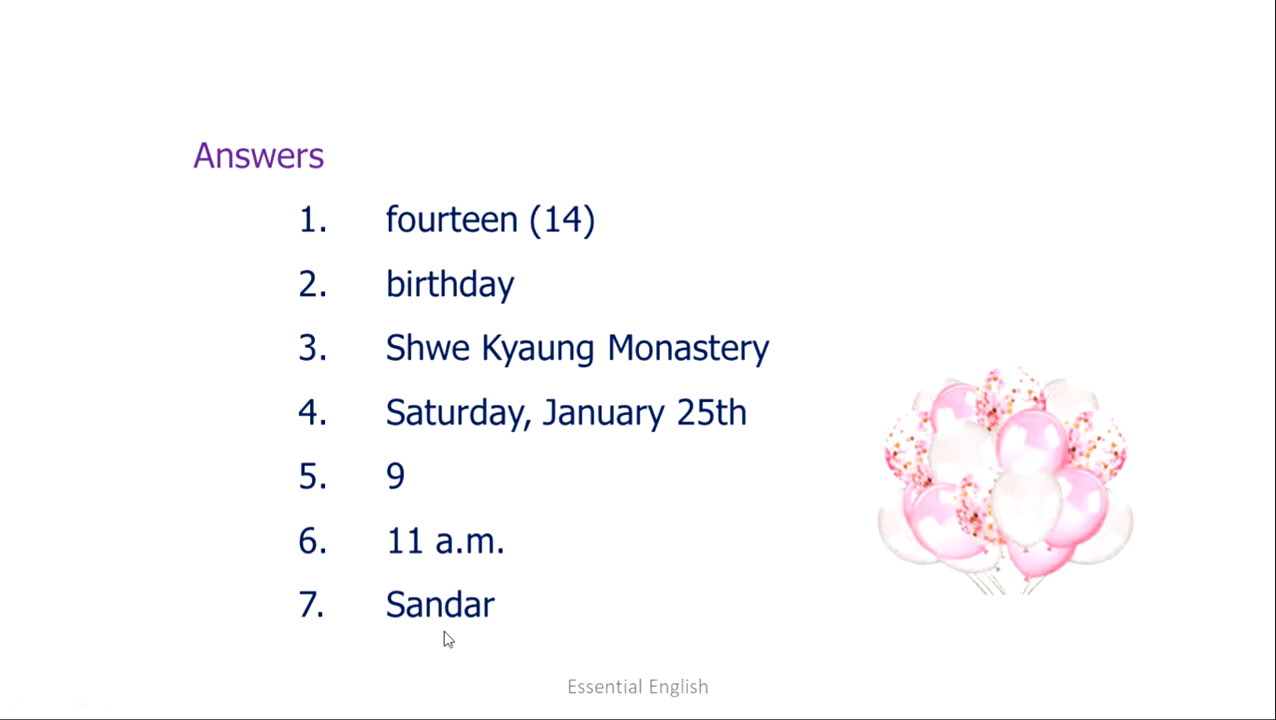 Answers
1. fourteen (14)
2. birthday
3. Shwe Kyaung Monastery
4. Saturday, January 25th
5. 9
6. 11 a.m.
7. Sandar
Essential English